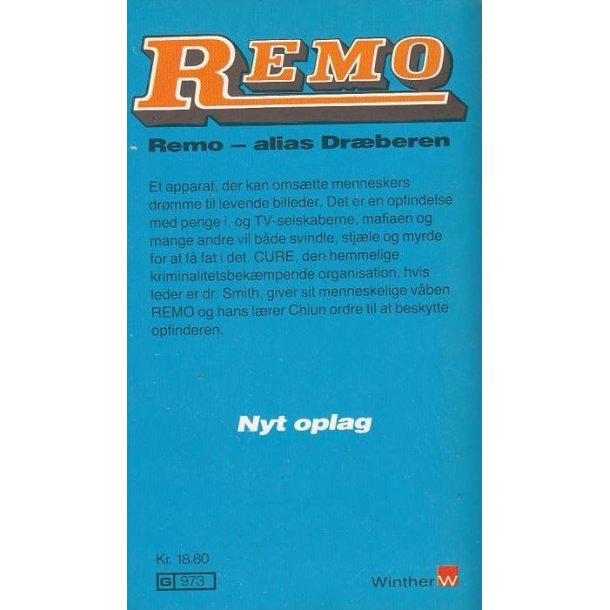 REMO
Remo – alias Dræberen
Et apparat, der kan omsætte menneskers
drømme til levende billeder. Det er en opfindelse
med penge i, og TV-selskaberne, mafiaen og
mange andre vil både svindle, stjæle og myrde
for at få fat i det. CURE, den hemmelige
kriminalitetsbekæmpende organisation, hvis
leder er dr. Smith, giver sit menneskelige våben
REMO og hans lærer Chiun ordre til at beskytte
opfinderen.
Nyt oplag
Kr. 18.80
G 973
Winther W